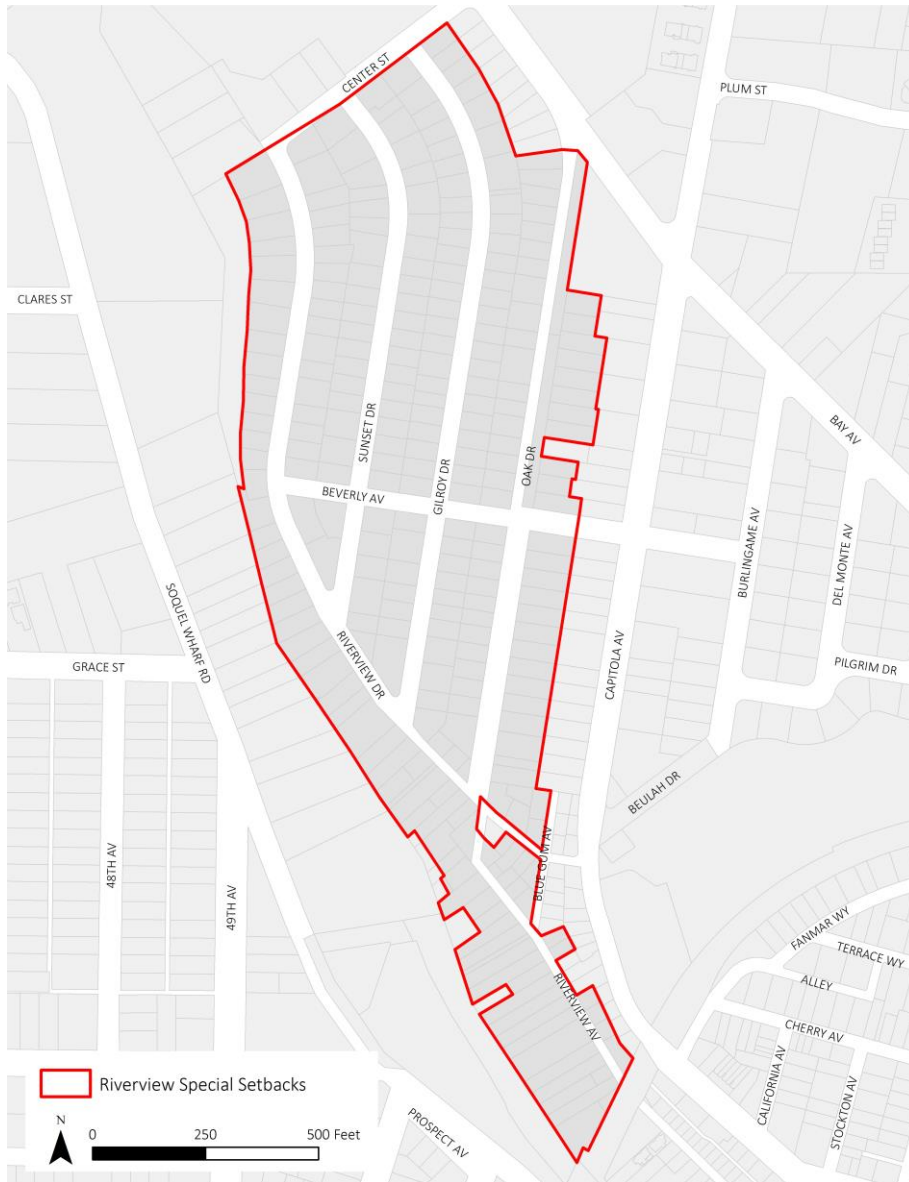 CENTER ST
PLUM ST
CLARES ST
SUNSET DR
GILROY DR
OAK DR
BAY AV
BEVERLY AV
BURLINGAME AV
DEL MONTE AV
SOQUEL WHARF RD
RIVERVIEW DR
CAPITOLA AV
GRACE ST
PILGRIM DR
BEULAH DR
48TH AV
49TH AV
BLUE GUM AV
FANMAR WY
TERRACE WY
ALLEY
RIVERVIEW AV
CHERRY AV
CALIFORNIA AV
STOCKTON AV
PROSPECT AV
Riverview Special Setbacks
N
0 250 500 Feet